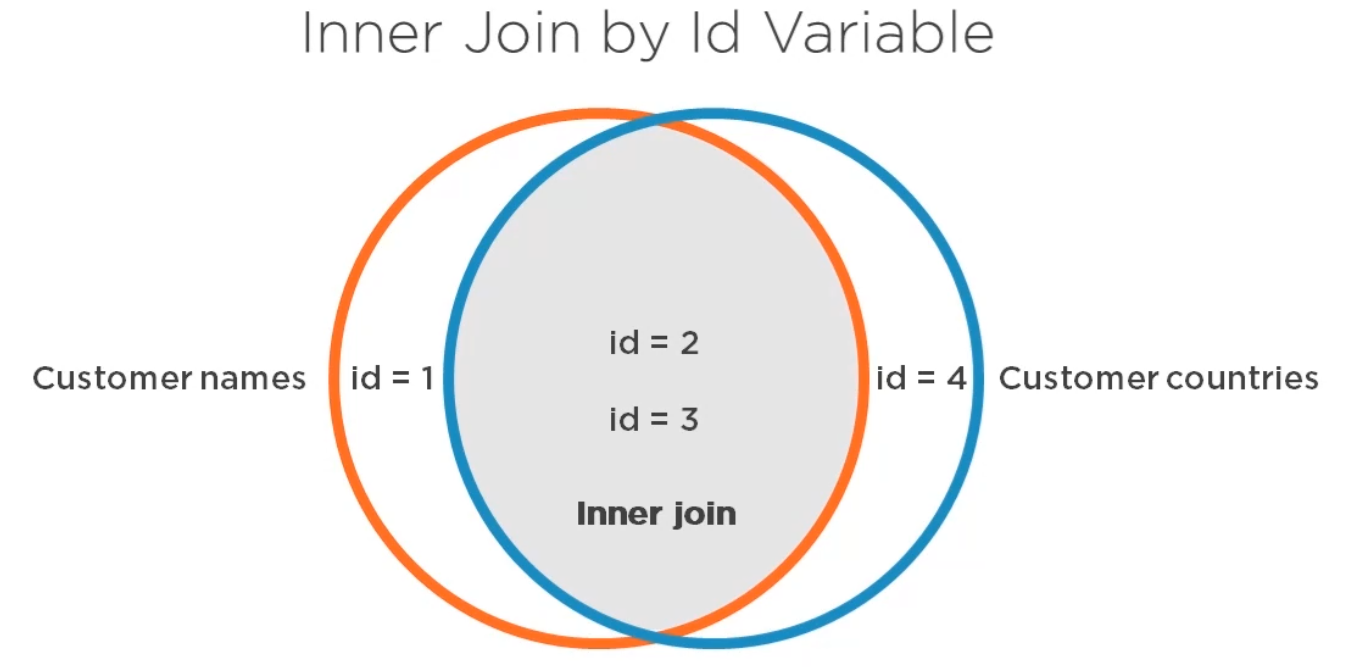 Inner Join by Id Variable
id = 2
Customer names
id = 1
id = 4
Customer countries
id = 3
Inner join